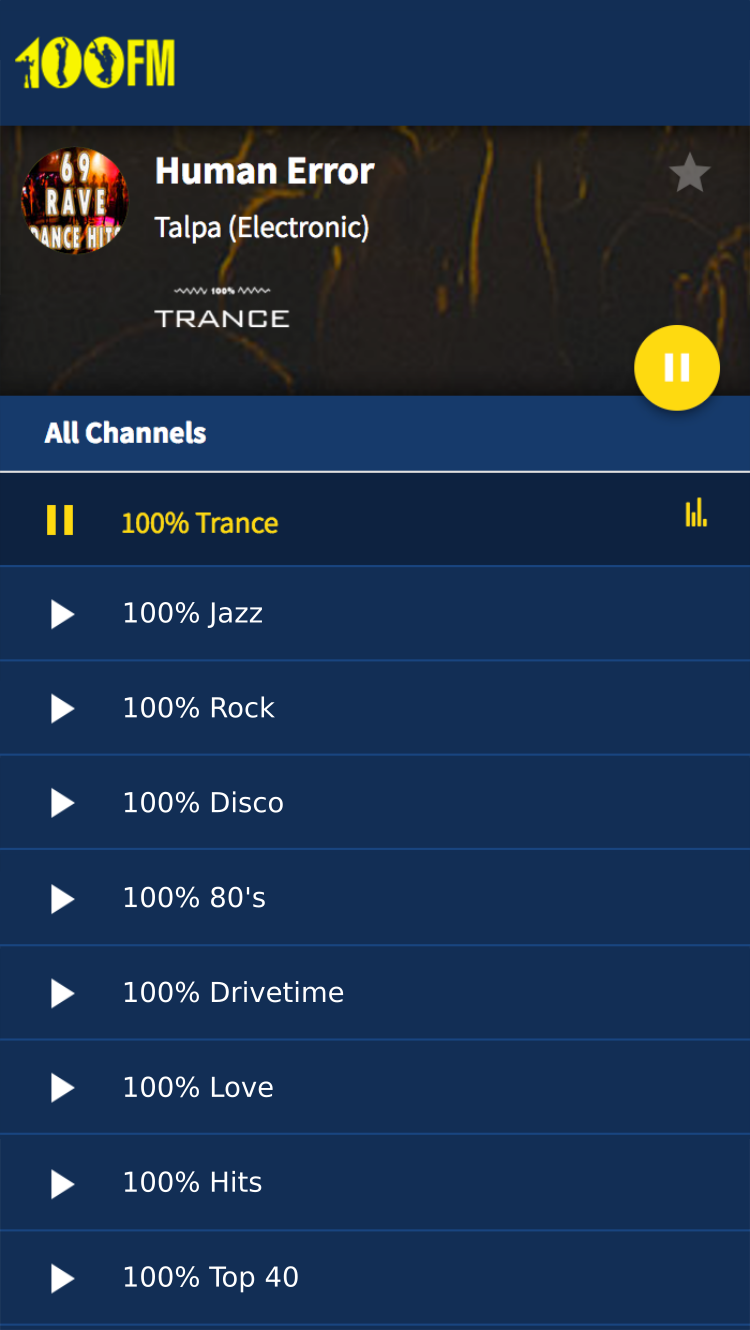 100FM
69
RAVE
DANCE HITS
Human Error
Talpa (Electronic)
100%
TRANCE
All Channels
100% Trance
100% Jazz
100% Rock
100% Disco
100% 80's
100% Drivetime
100% Love
100% Hits
100% Top 40